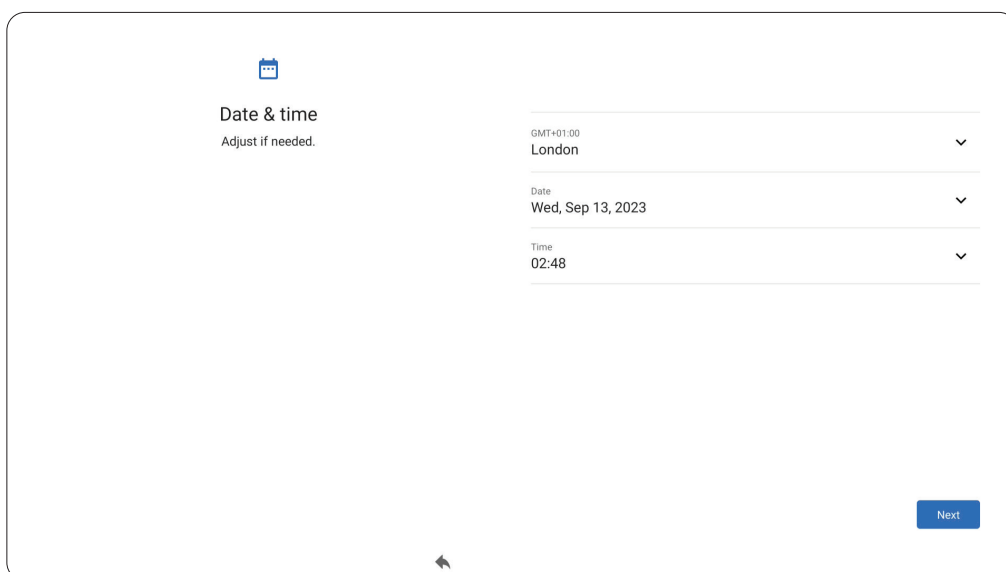 Date & time
Adjust if needed.
GMT+01:00
London
Date
Wed, Sep 13, 2023
Time
02:48
Next